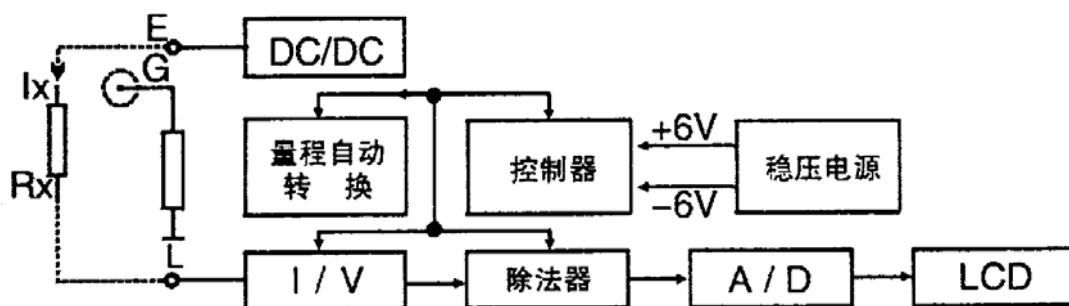 E
DC/DC
G
Ix
Rx
量程自动
转 换
控制器
+6V
-6V
稳压电源
L
I / V
除法器
A / D
LCD